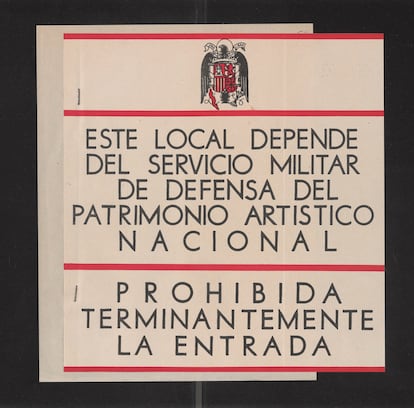 ESTE LOCAL DEPENDE
DEL SERVICIO MILITAR
DE DEFENSA DEL
PATRIMONIO ARTISTICO
NACIONAL
PROHIBIDA
TERMINANTEMENTE
LA ENTRADA